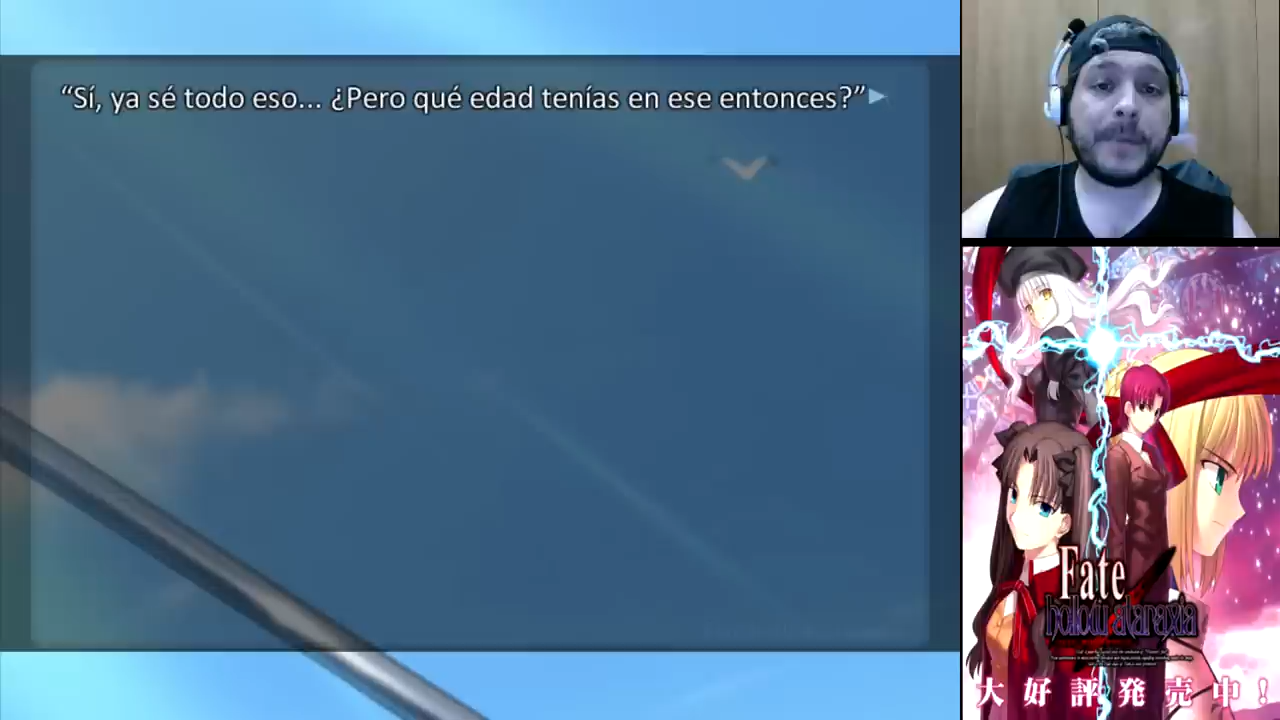 “Sí, ya sé todo eso... ¿Pero qué edad tenías en ese entonces?”
Fate
hollow ataraxia
大好評発売中！